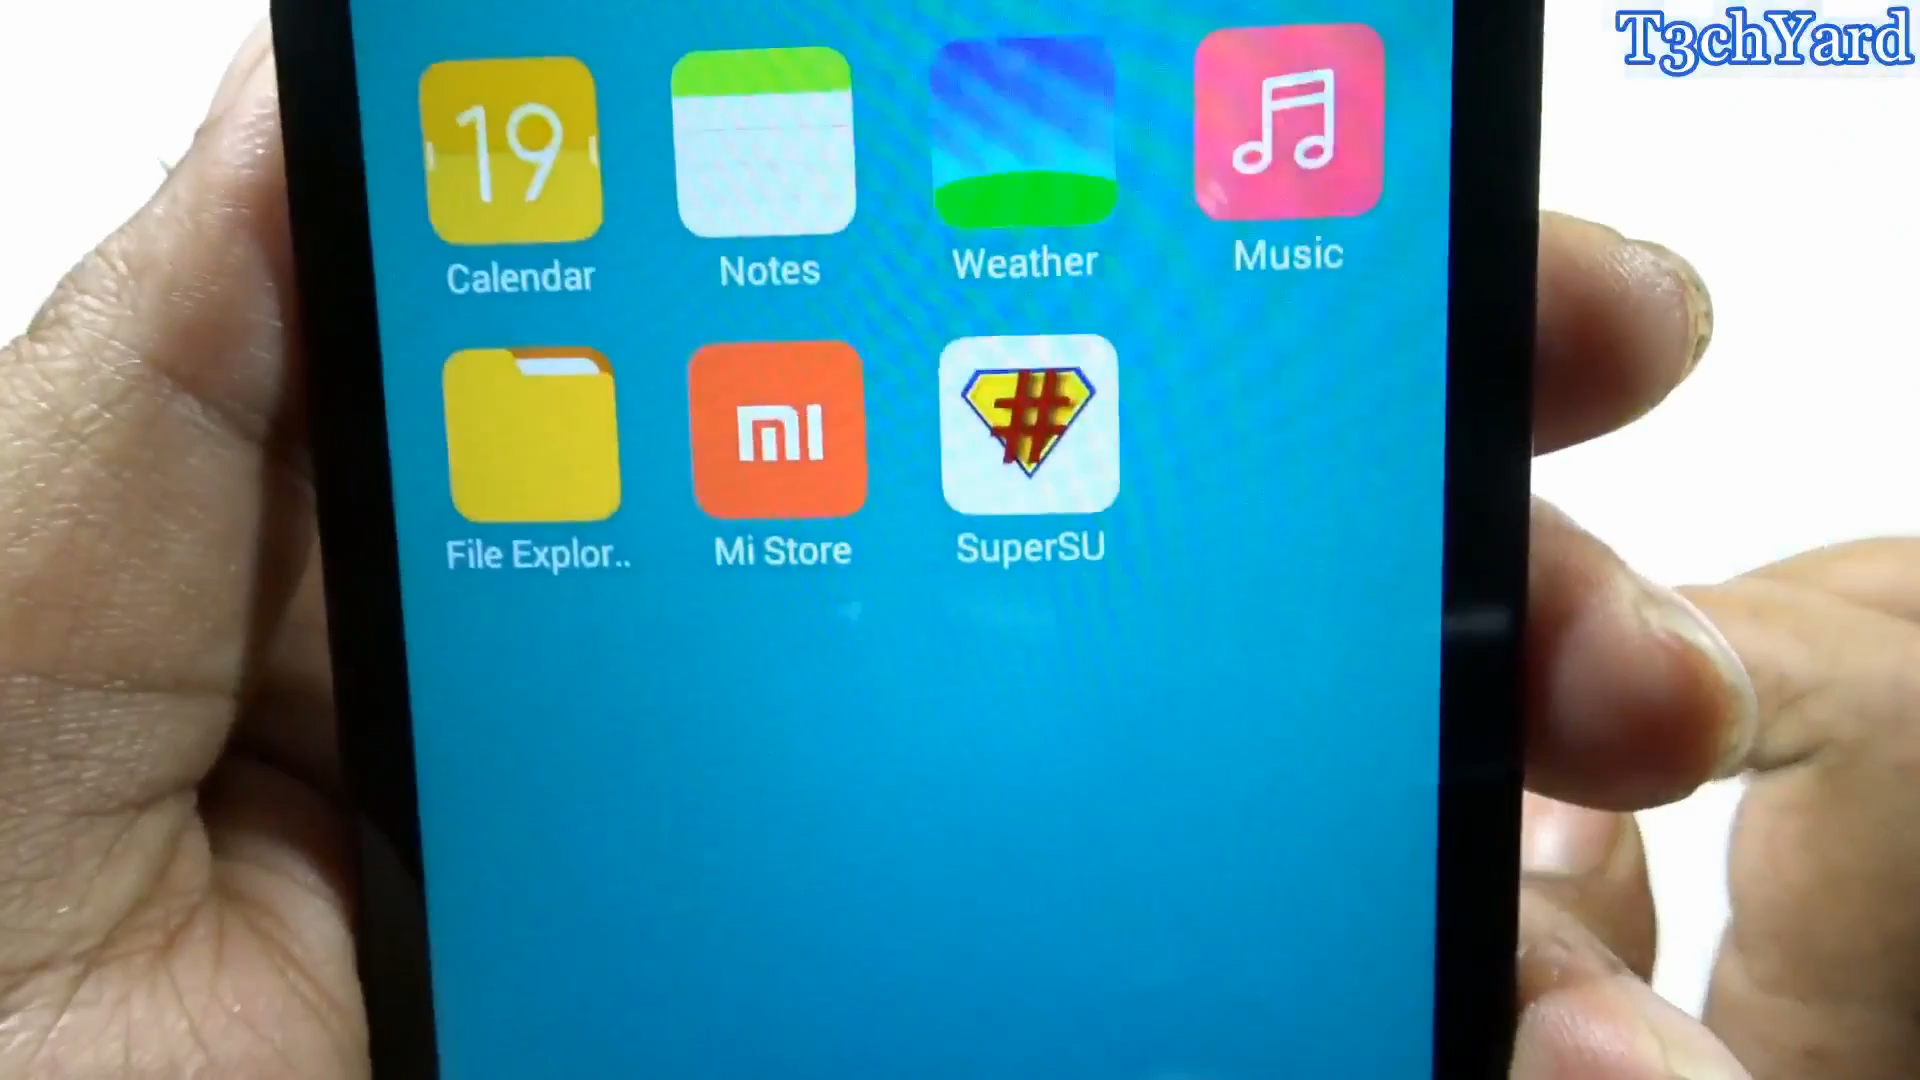 T3chYard
19
Calendar
Notes
Weather
Music
mi
#
File Explor..
Mi Store
SuperSU